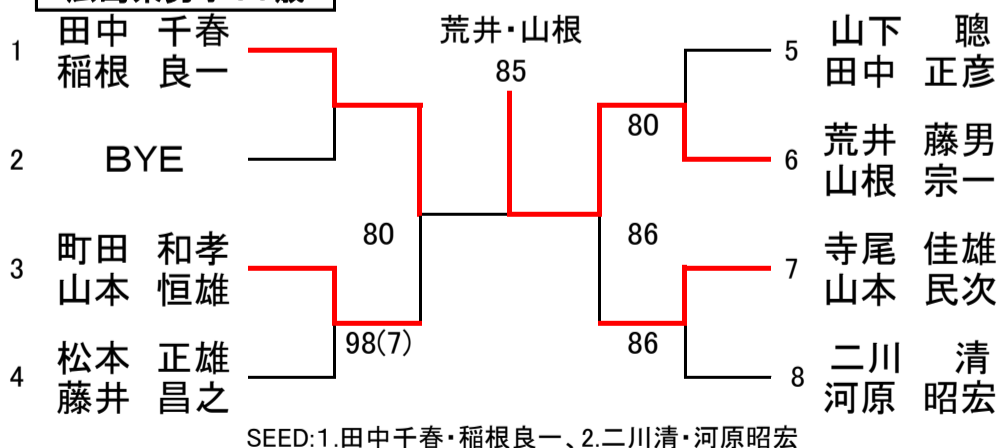 1
田中 千春
稲根 良一
2
BYE
3
町田 和孝
山本 恒雄
4
松本 正雄
藤井 昌之
80
98(7)
荒井・山根
85
80
86
86
5
山下 聰
田中 正彦
6
荒井 藤男
山根 宗一
7
寺尾 佳雄
山本 民次
8
二川 清
河原 昭宏
SEED:1.田中千春・稲根良一、2.二川清・河原昭宏